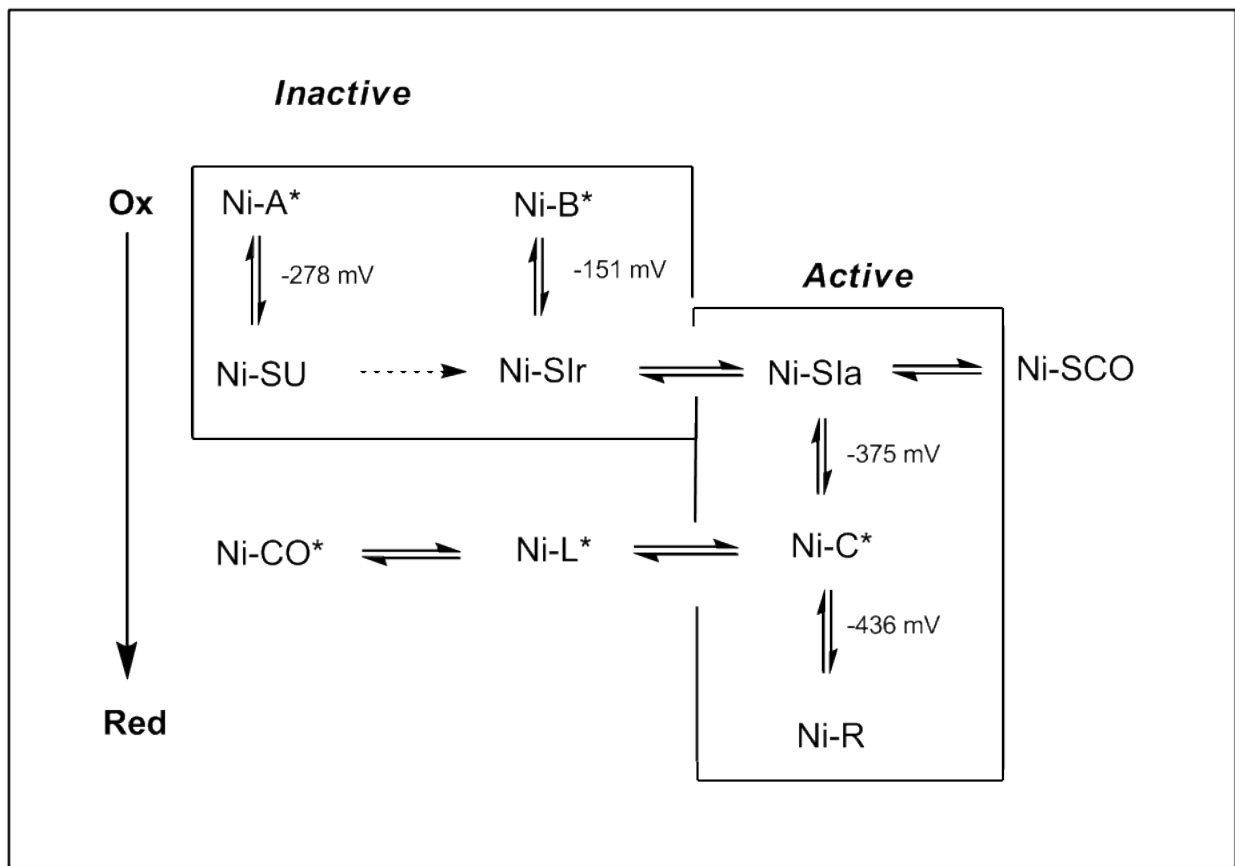 Inactive
Ox
Ni-A*
Ni-B*
-278 mV
-151 mV
Active
Ni-SU
Ni-SIr
Ni-SIa
Ni-SCO
-375 mV
Ni-CO*
Ni-L*
Ni-C*
-436 mV
Red
Ni-R